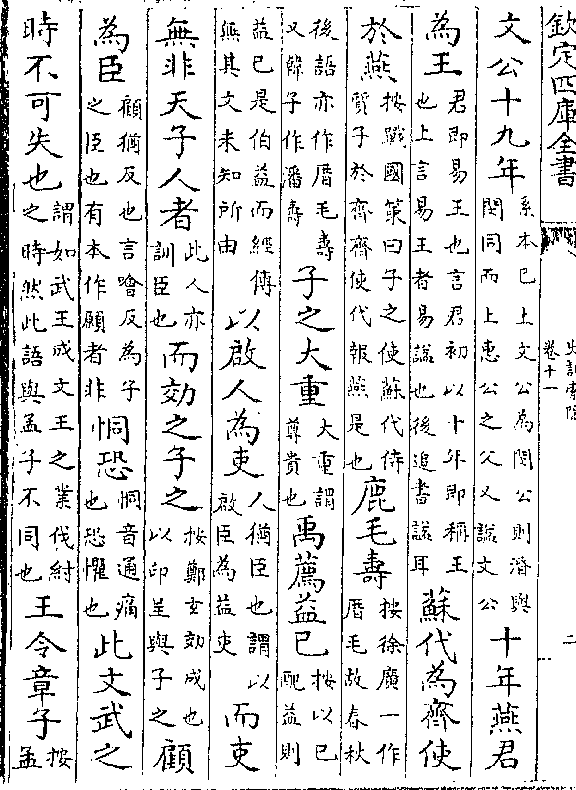 欽定四庫全書
史記索隱
卷十一
二
文公十九年系本已上文公為閔公則湣與閔同而上惠公之父又諡文公十年燕君
為王君即易王也言君初以十外即稱王也上言易王者易諡也後追書諡耳蘇代為齊使
於燕按戰國策曰子之使蘇代侍質子於齊齊使代報燕是也鹿毛壽按徐廣一作厝毛故春秋
後語亦作厝毛壽又韓子作潘壽子之大重大重謂尊貴也禹薦益已按以已配益則
益已是伯益而經傳無其文未知所由以啟人為吏人猶臣也謂以啟臣為益吏而吏
無非天子人者此人亦訓臣也而効之子之按鄭玄効成也以印呈與子之顧
為臣顧猶反也言噲反為子之臣也有本作願者非恫恐恫音通痛也恐懼也此文武之
時不可失也謂如武王成文王之業伐紂之時然此語與孟子不同也王令章子按孟